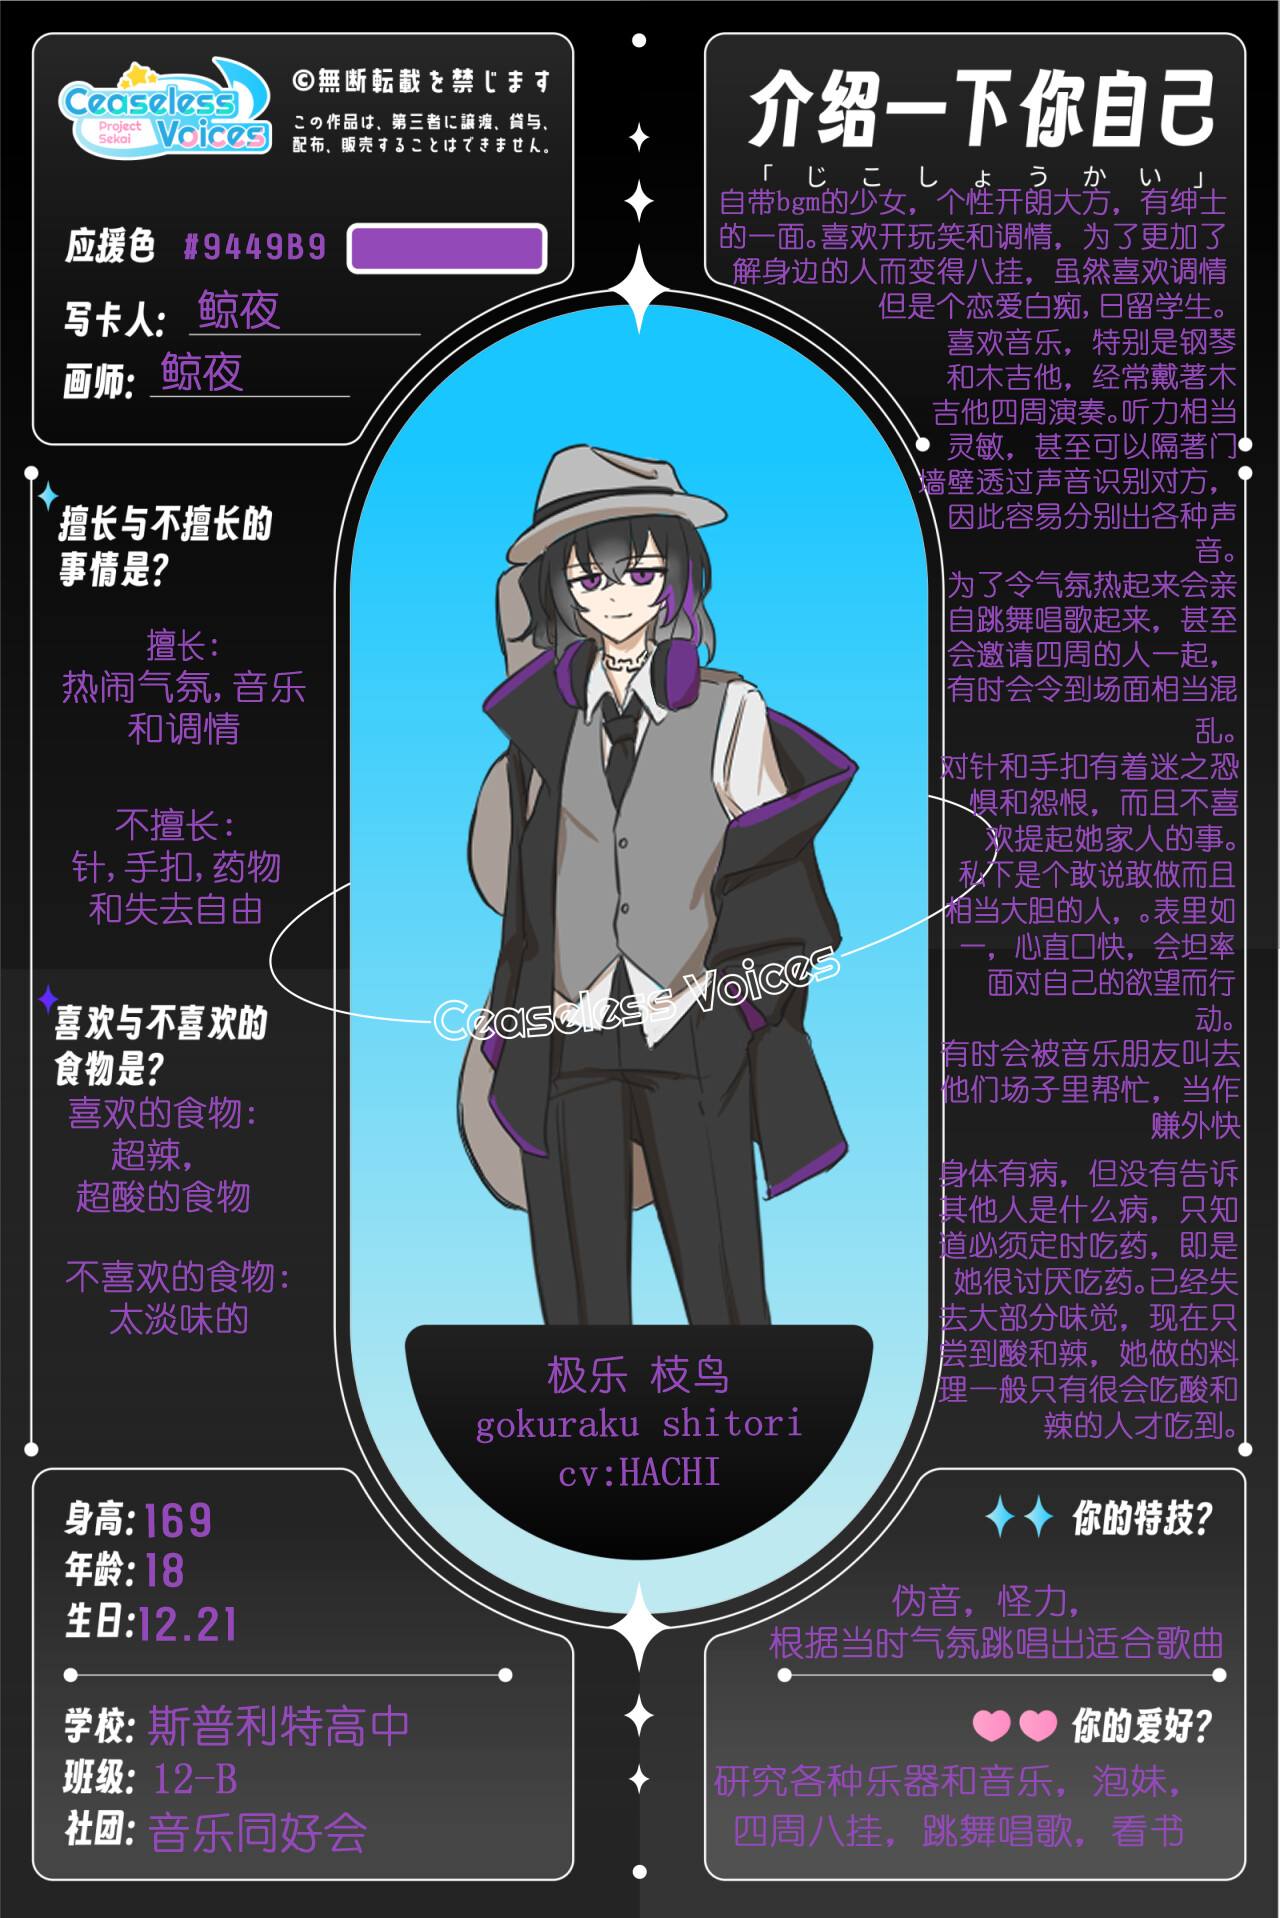 Ceaseless
Voices
Project
Sekai
©無断転載を禁じます
この作品は、第三者に譲渡、貸与、
配布、販売することはできません。
应援色 #9449B9
写卡人: 鲸夜
画师: 鲸夜
介绍一下你自己
「じこしょうかい」
自带bgm的少女，个性开朗大方，有绅士
的一面。喜欢开玩笑和调情，为了更加了
解身边的人而变得八挂，虽然喜欢调情
但是个恋爱白痴,日留学生。
喜欢音乐，特别是钢琴
和木吉他，经常戴著木
吉他四周演奏。听力相当
灵敏，甚至可以隔著门
墙壁透过声音识别对方，
因此容易分别出各种声
音。
为了令气氛热起来会亲
自跳舞唱歌起来，甚至
会邀请四周的人一起，
有时会令到场面相当混
乱。
对针和手扣有着迷之恐
惧和怨恨，而且不喜
欢提起她家人的事。
私下是个敢说敢做而且
相当大胆的人，。表里如
一，心直口快，会坦率
面对自己的欲望而行
动。
有时会被音乐朋友叫去
他们场子里帮忙，当作
赚外快
身体有病，但没有告诉
其他人是什么病，只知
道必须定时吃药，即是
她很讨厌吃药。已经失
去大部分味觉，现在只
尝到酸和辣，她做的料
理一般只有很会吃酸和
辣的人才吃到。
擅长与不擅长的
事情是?
擅长:
热闹气氛,音乐
和调情
不擅长:
针,手扣,药物
和失去自由
喜欢与不喜欢的
食物是?
喜欢的食物:
超辣,
超酸的食物
不喜欢的食物:
太淡味的
Ceaseless Voices
极乐 枝鸟
gokuraku shitori
cv:HACHI
身高:169
年龄:18
生日:12.21
学校: 斯普利特高中
班级: 12-B
社团: 音乐同好会
你的特技?
伪音，怪力，
根据当时气氛跳唱出适合歌曲
你的爱好?
研究各种乐器和音乐，泡妹，
四周八挂，跳舞唱歌，看书